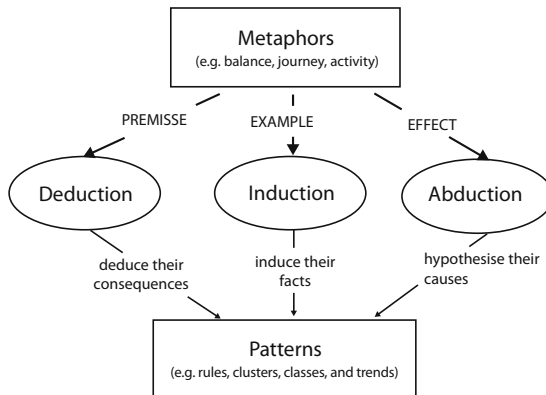 Metaphors
(e.g. balance, journey, activity)
PREMISSE
EXAMPLE
EFFECT
Deduction
Induction
Abduction
deduce their
consequences
induce their
facts
hypothesise their
causes
Patterns
(e.g. rules, clusters, classes, and trends)